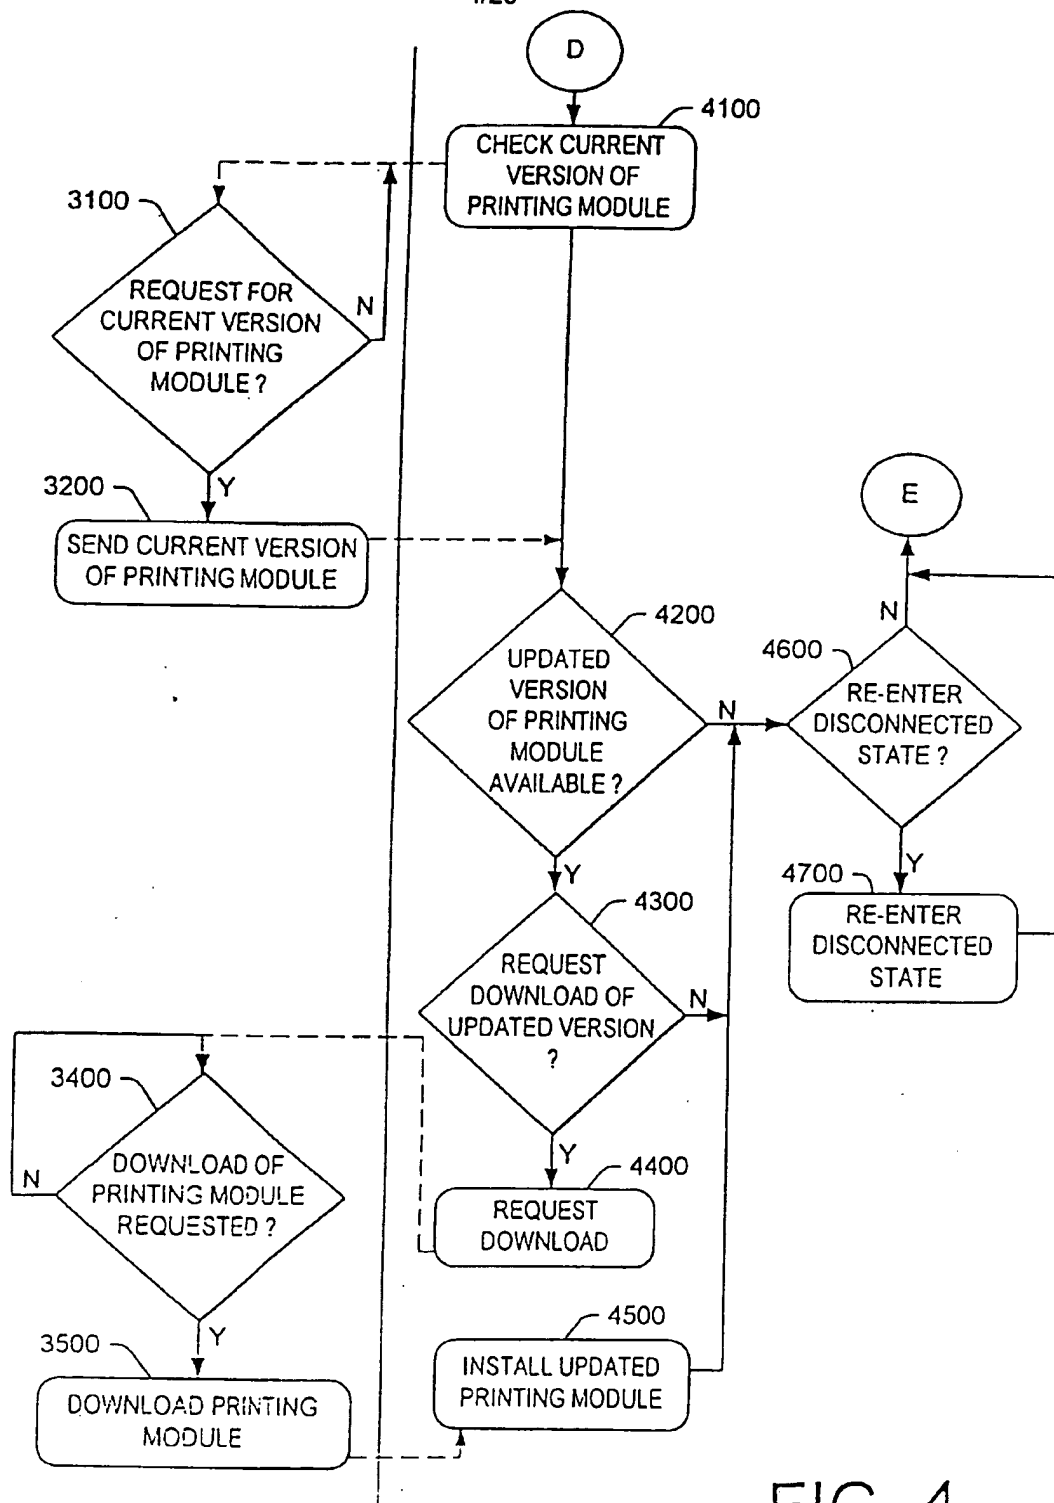 D
4100
CHECK CURRENT
VERSION OF
PRINTING MODULE
3100
REQUEST FOR
CURRENT VERSION
OF PRINTING
MODULE ?
N
Y
3200
SEND CURRENT VERSION
OF PRINTING MODULE
E
N
4200
UPDATED
VERSION
OF PRINTING
MODULE
AVAILABLE ?
N
4600
RE-ENTER
DISCONNECTED
STATE ?
Y
Y
4700
RE-ENTER
DISCONNECTED
STATE
4300
REQUEST
DOWNLOAD OF
UPDATED VERSION
?
N
3400
DOWNLOAD OF
PRINTING MODULE
REQUESTED ?
N
Y
4400
REQUEST
DOWNLOAD
Y
3500
DOWNLOAD PRINTING
MODULE
4500
INSTALL UPDATED
PRINTING MODULE
FIG. 4